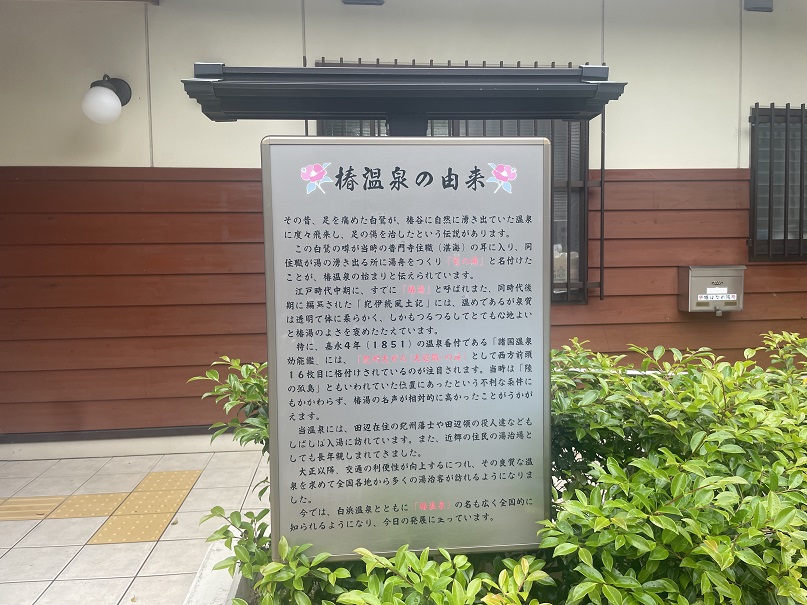 椿温泉の由来
その昔、足を痛めた白鷺が、椿谷に自然に湧き出ていた温泉
に度々飛来し、足の傷を治したという伝説があります。
この白鷺の噂が当時の普門寺住職(湛海)の耳に入り、同
住職が湯の湧き出る所に湯舟をつくり「 」と名付けた
ことが、椿温泉の始まりと伝えられています。
江戸時代中期に、すでに「 」と呼ばれまた、同時代後
期に編纂された「紀伊続風土記」には、温めであるが泉質
は透明で体に柔らかく、しかもつるつるしてとても心地よい
と椿湯のよさを褒めたたえています。
特に、嘉永4年(1851)の温泉番付である「諸国温泉
効能鑑」には、「 」として西方前頭
16枚目に格付けされているのが注目されます。当時は「陸
の孤島」ともいわれていた位置にあったという不利な条件に
もかかわらず、椿湯の名声が相対的に高かったことがうかが
えます。
当温泉には、田辺在住の紀州藩士や田辺領の役人達なども
しばしば入湯に訪れています。また、近郷の住民の湯治場と
しても長年親しまれてきました。
大正以降、交通の利便性が向上するにつれ、その良質な温
泉を求めて全国各地から多くの湯治客が訪れるようになりま
した。
今では、白浜温泉とともに「 」の名も広く全国的に
知られるようになり、今日の発展に至っています。